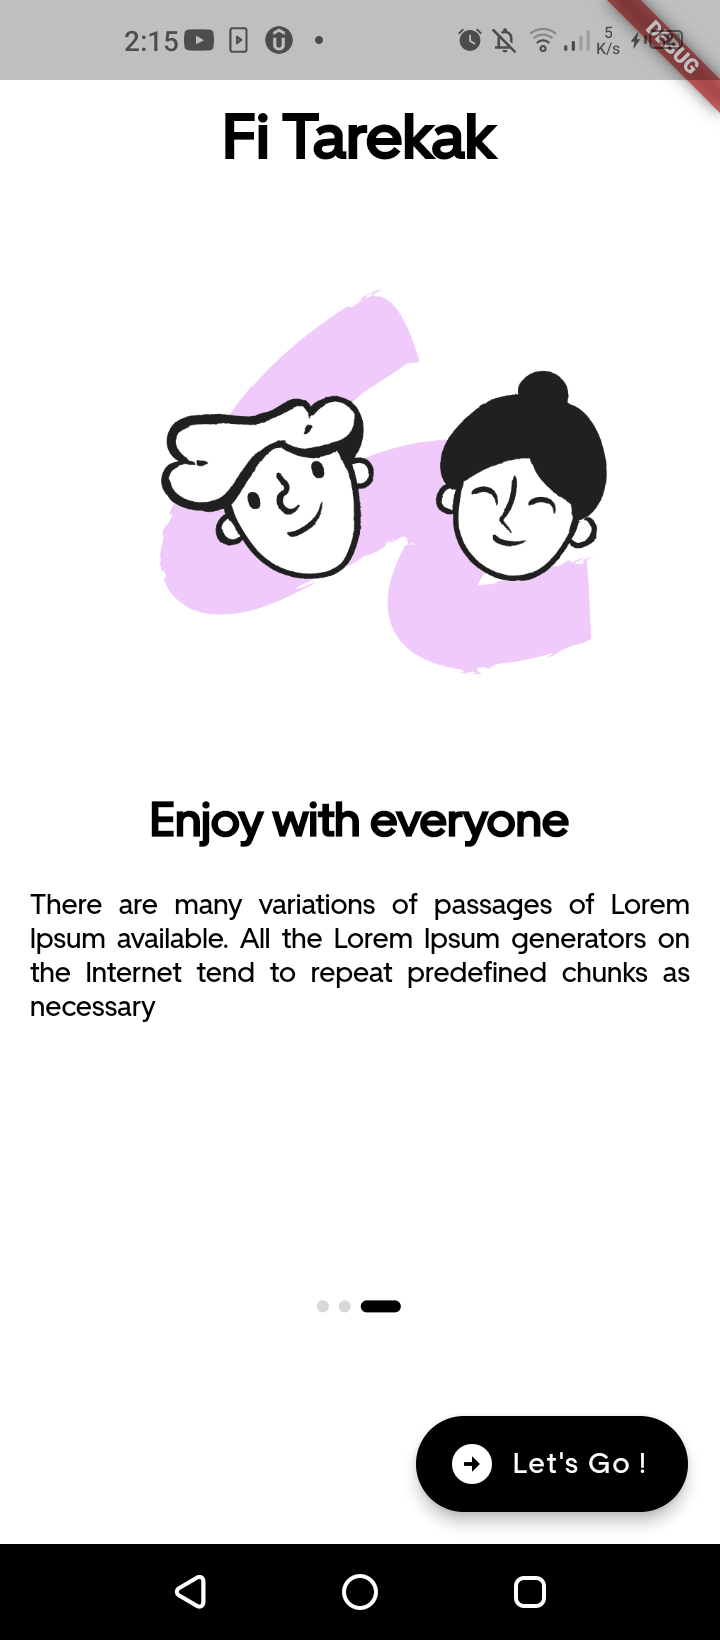 2:15
5
K/s
DEBUG
Fi Tarekak
Enjoy with everyone
There are many variations of passages of Lorem
Ipsum available. All the Lorem Ipsum generators on
the Internet tend to repeat predefined chunks as
necessary
Let's Go !